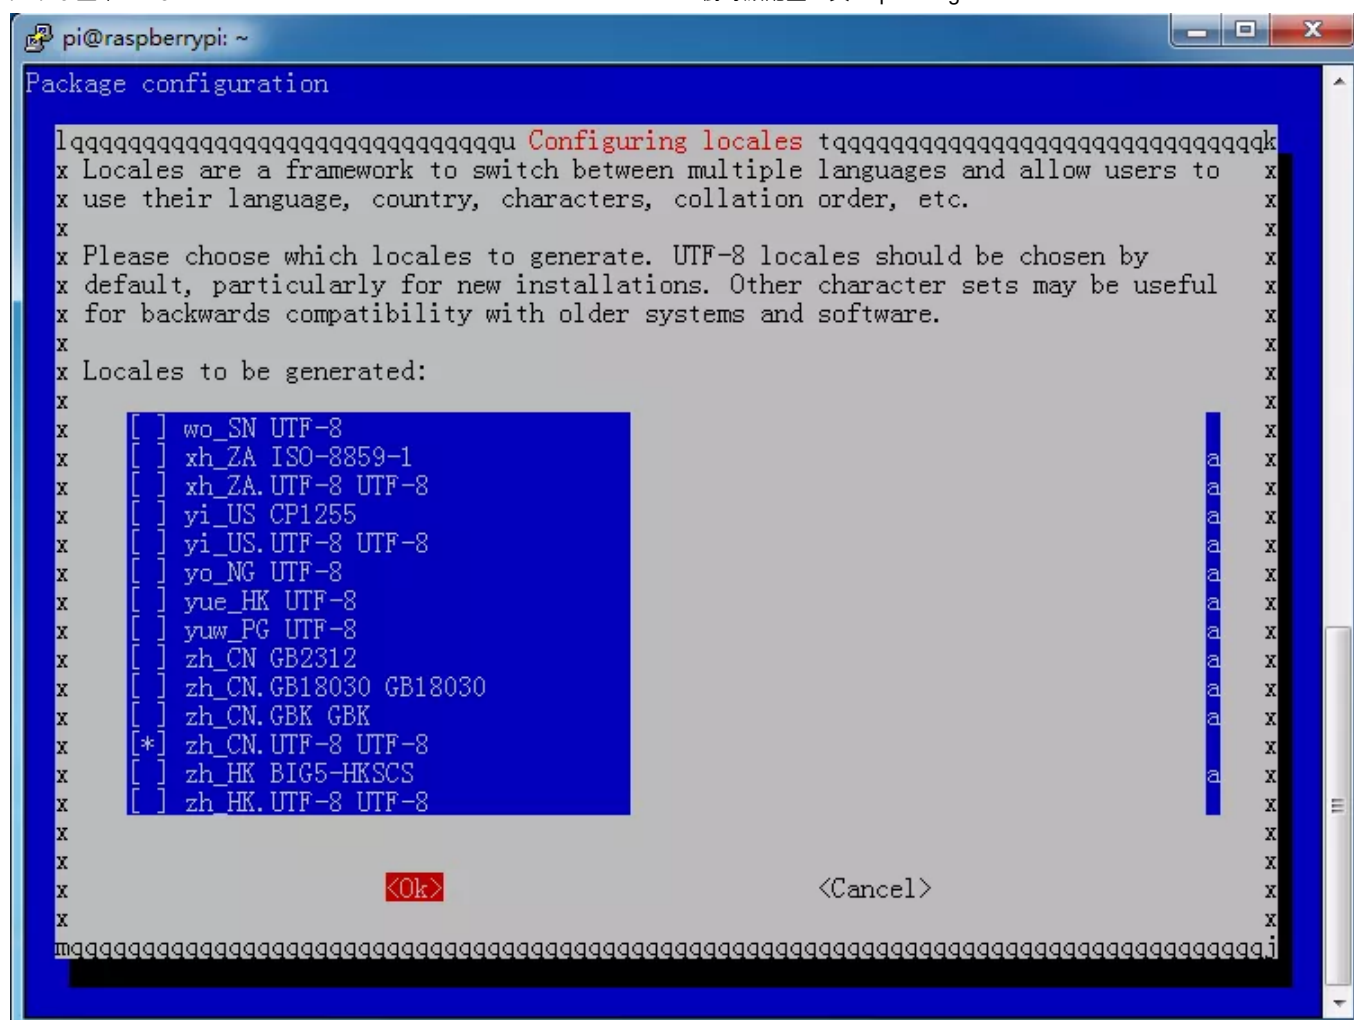 pi@raspberrypi: ~
Package configuration
lqqqqqqqqqqqqqqqqqqqqqqqqqqqqqqqu Configuring locales tqqqqqqqqqqqqqqqqqqqqqqqqqqqqqqk
x Locales are a framework to switch between multiple languages and allow users to x
x use their language, country, characters, collation order, etc. x
x x
x Please choose which locales to generate. UTF-8 locales should be chosen by x
x default, particularly for new installations. Other character sets may be useful x
x for backwards compatibility with older systems and software. x
x x
x Locales to be generated: x
x x
x [ ] wo_SN UTF-8 x
x [ ] xh_ZA ISO-8859-1 a x
x [ ] xh_ZA.UTF-8 UTF-8 a x
x [ ] yi_US CP1255 a x
x [ ] yi_US.UTF-8 UTF-8 a x
x [ ] yo_NG UTF-8 a x
x [ ] yue_HK UTF-8 a x
x [ ] yuw_PG UTF-8 a x
x [ ] zh_CN GB2312 a x
x [ ] zh_CN.GB18030 GB18030 a x
x [ ] zh_CN.GBK GBK a x
x [*] zh_CN.UTF-8 UTF-8 x
x [ ] zh_HK BIG5-HKSCS a x
x [ ] zh_HK.UTF-8 UTF-8 x
x x
x x
x <Ok> <Cancel> x
x x
mqqqqqqqqqqqqqqqqqqqqqqqqqqqqqqqqqqqqqqqqqqqqqqqqqqqqqqqqqqqqqqqqqqqqqqqqqqqqqqqqqqqj